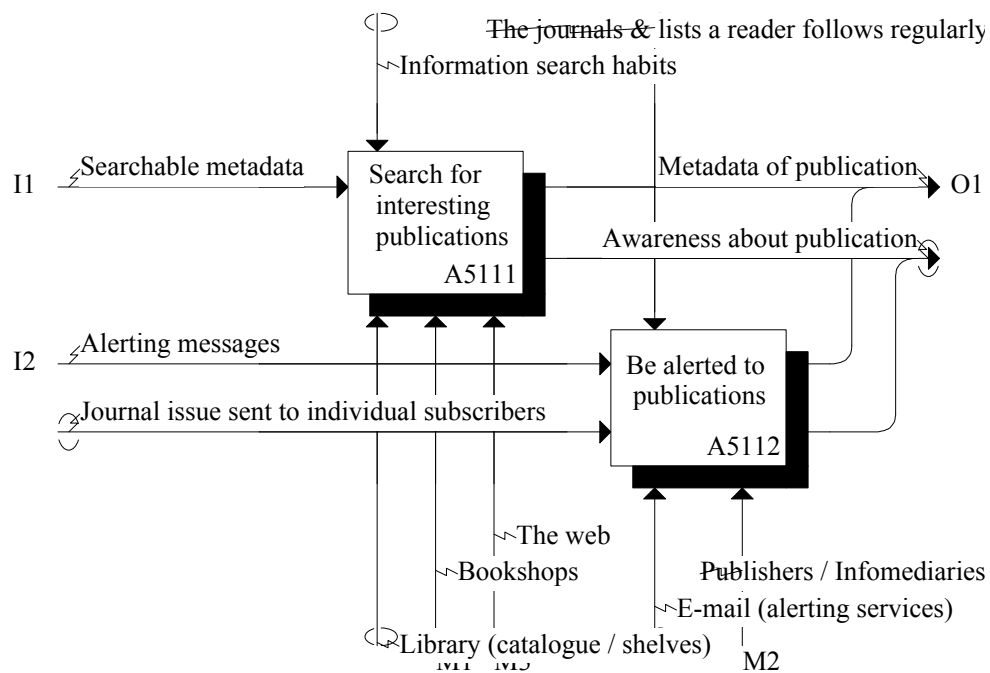 The journals & lists a reader follows regularly
Information search habits
Searchable metadata
Metadata of publication
I1
O1
Search for
interesting
publications
A5111
Awareness about publication
Alerting messages
I2
Be alerted to
publications
A5112
Journal issue sent to individual subscribers
The web
Bookshops
Publishers / Infomediaries
E-mail (alerting services)
Library (catalogue / shelves)
M2